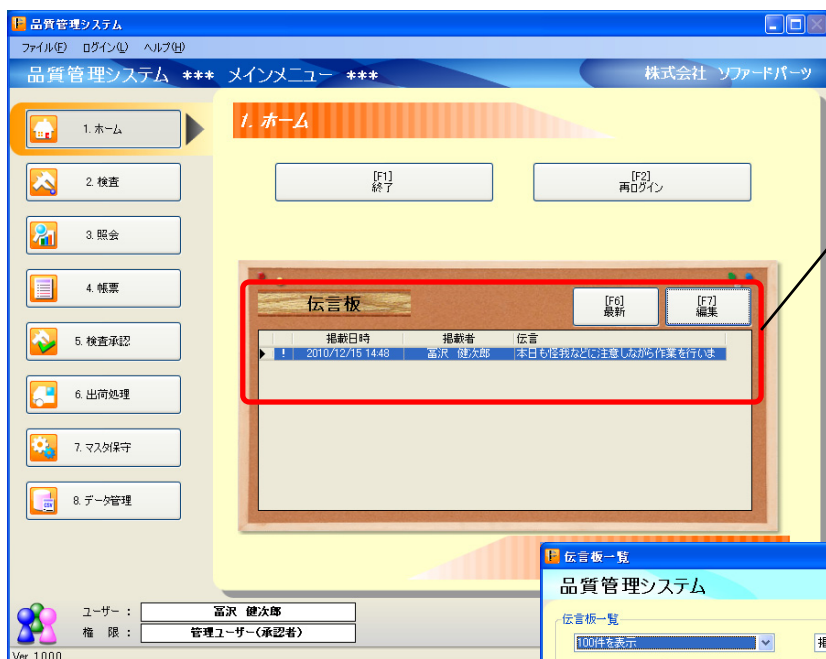 品質管理システム
ファイル(F) ログイン(L) ヘルプ(H)
品質管理システム *** メインメニュー ***
株式会社 ソファードパーツ
1. ホーム
2. 検査
3. 照会
4. 帳票
5. 検査承認
6. 出荷処理
7. マスタ保守
8. データ管理
1. ホーム
[F1]
終了
[F2]
再ログイン
伝言板
[F6]
最新
[F7]
編集
掲載日時 掲載者 伝言
! 2010/12/15 14:48 冨沢 健次郎 本日も怪我などに注意しながら作業を行いま
ユーザー : 冨沢 健次郎
権 限 : 管理ユーザー(承認者)
Ver. 1.0.0.0
伝言板一覧
品質管理システム
伝言板一覧
100件を表示